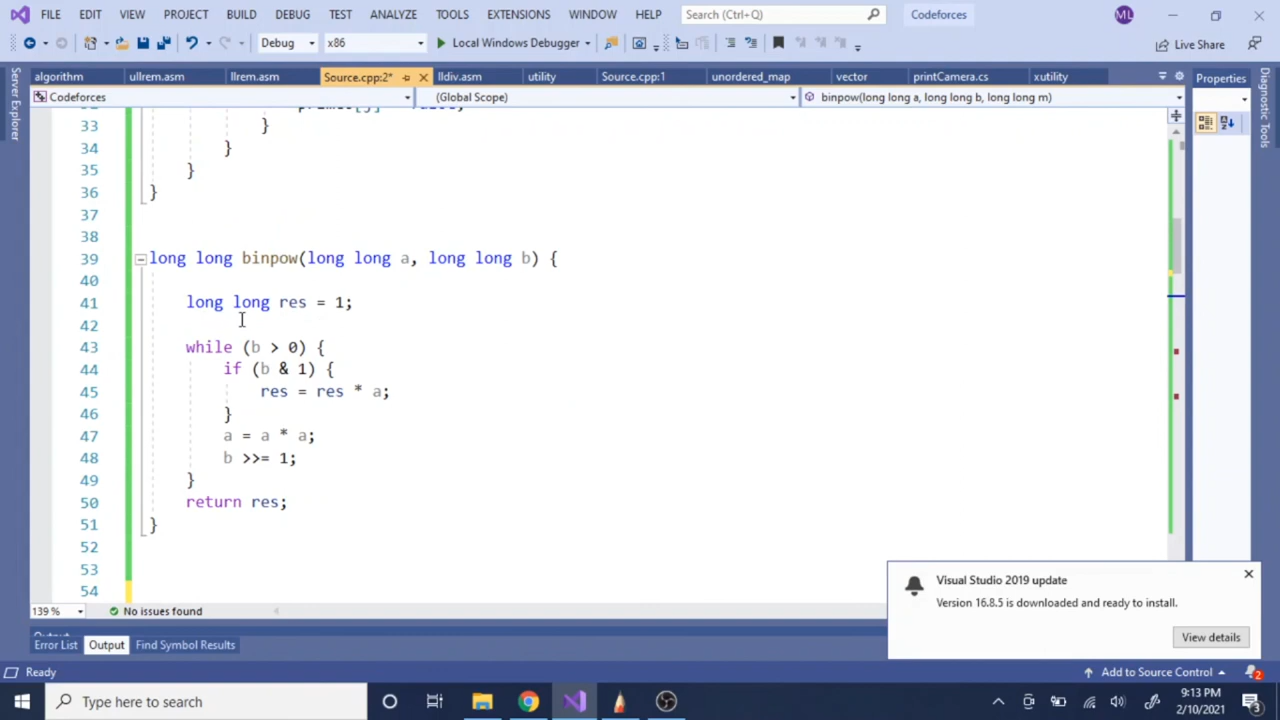 FILE EDIT VIEW PROJECT BUILD DEBUG TEST ANALYZE TOOLS EXTENSIONS WINDOW HELP Search (Ctrl+Q) Codeforces ML
Debug x86 Local Windows Debugger Live Share
algorithm ullrem.asm llrem.asm Source.cpp:2* lldiv.asm utility Source.cpp:1 unordered_map vector printCamera.cs xutility Properties
Codeforces (Global Scope) binpow(long long a, long long b, long long m)
Server Explorer
Diagnostic Tools
33 }
34 }
35 }
36 }
37
38
39 long long binpow(long long a, long long b) {
40
41 long long res = 1;
42
43 while (b > 0) {
44 if (b & 1) {
45 res = res * a;
46 }
47 a = a * a;
48 b >>= 1;
49 }
50 return res;
51 }
52
53
54
Visual Studio 2019 update
Version 16.8.5 is downloaded and ready to install.
View details
139 % No issues found
Error List Output Find Symbol Results
Ready Add to Source Control 2
Type here to search
9:13 PM
2/10/2021
3